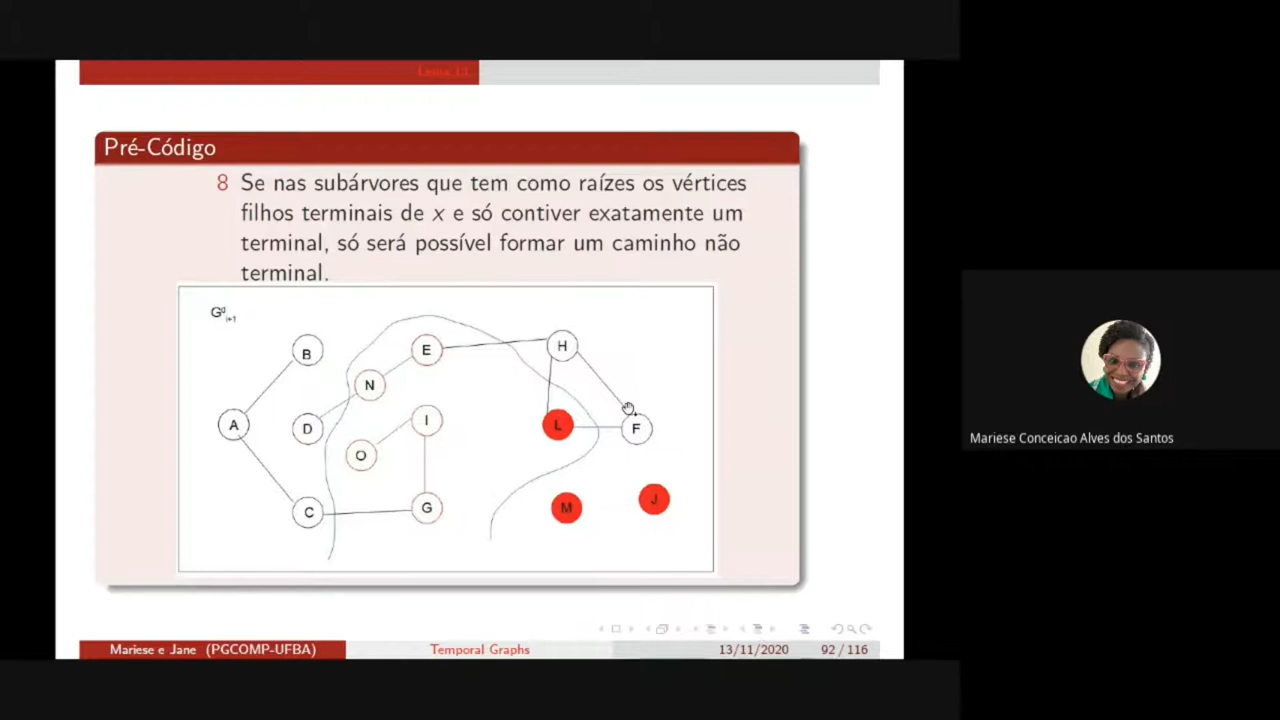 Lema 13
Pré-Código
8 Se nas subárvores que tem como raízes os vértices
filhos terminais de x e só contiver exatamente um
terminal, só será possível formar um caminho não
terminal.
B
E
H
N
A
D
I
L
F
O
C
G
M
J
Mariese Conceicao Alves dos Santos
Mariese e Jane (PGCOMP-UFBA)
Temporal Graphs
13/11/2020
92 / 116